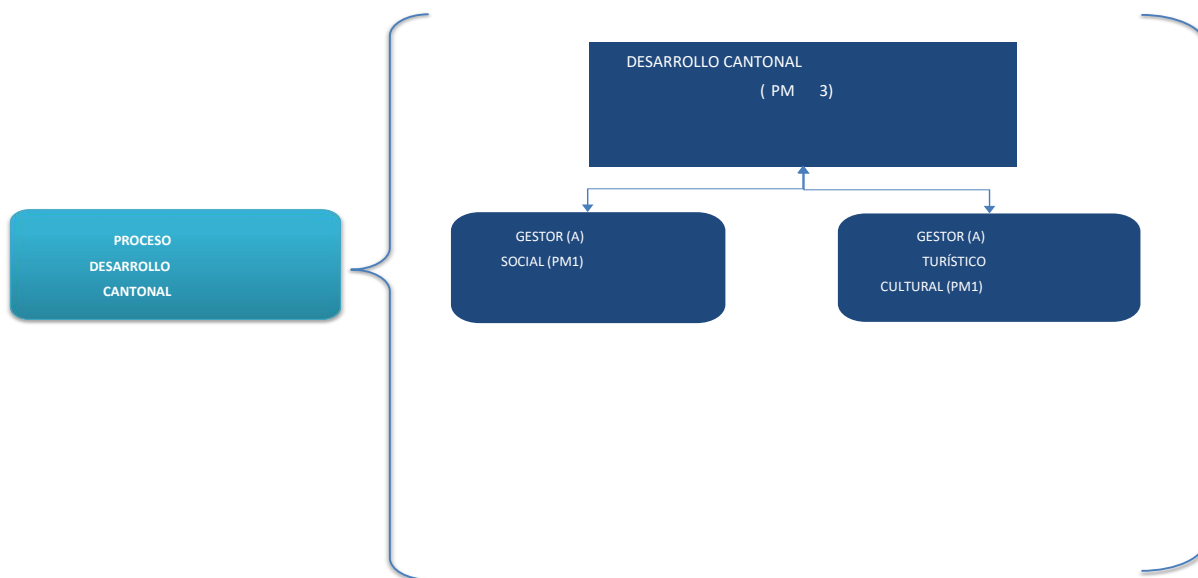 DESARROLLO CANTONAL
( PM 3)
PROCESO
DESARROLLO
CANTONAL
GESTOR (A)
SOCIAL (PM1)
GESTOR (A)
TURÍSTICO
CULTURAL (PM1)